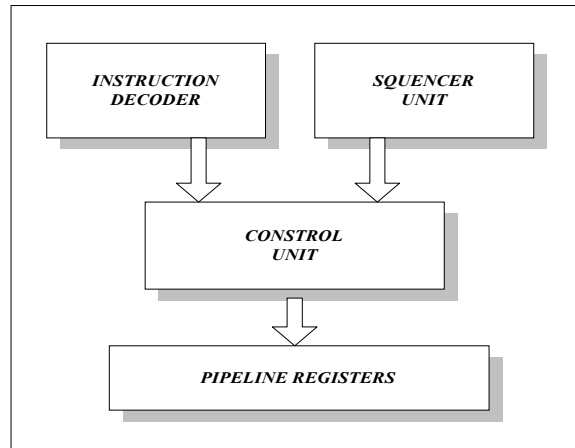 INSTRUCTION
DECODER
SQUENCER
UNIT
CONSTROL
UNIT
PIPELINE REGISTERS